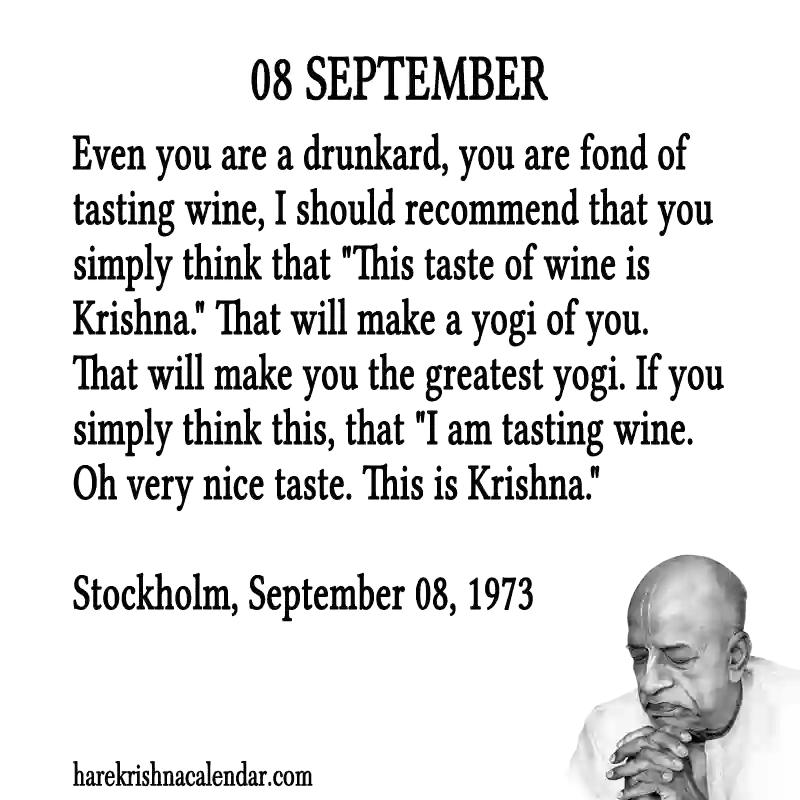 08 SEPTEMBER
Even you are a drunkard, you are fond of
tasting wine, I should recommend that you
simply think that "This taste of wine is
Krishna." That will make a yogi of you.
That will make you the greatest yogi. If you
simply think this, that "I am tasting wine.
Oh very nice taste. This is Krishna."
Stockholm, September 08, 1973
harekrishnacalendar.com